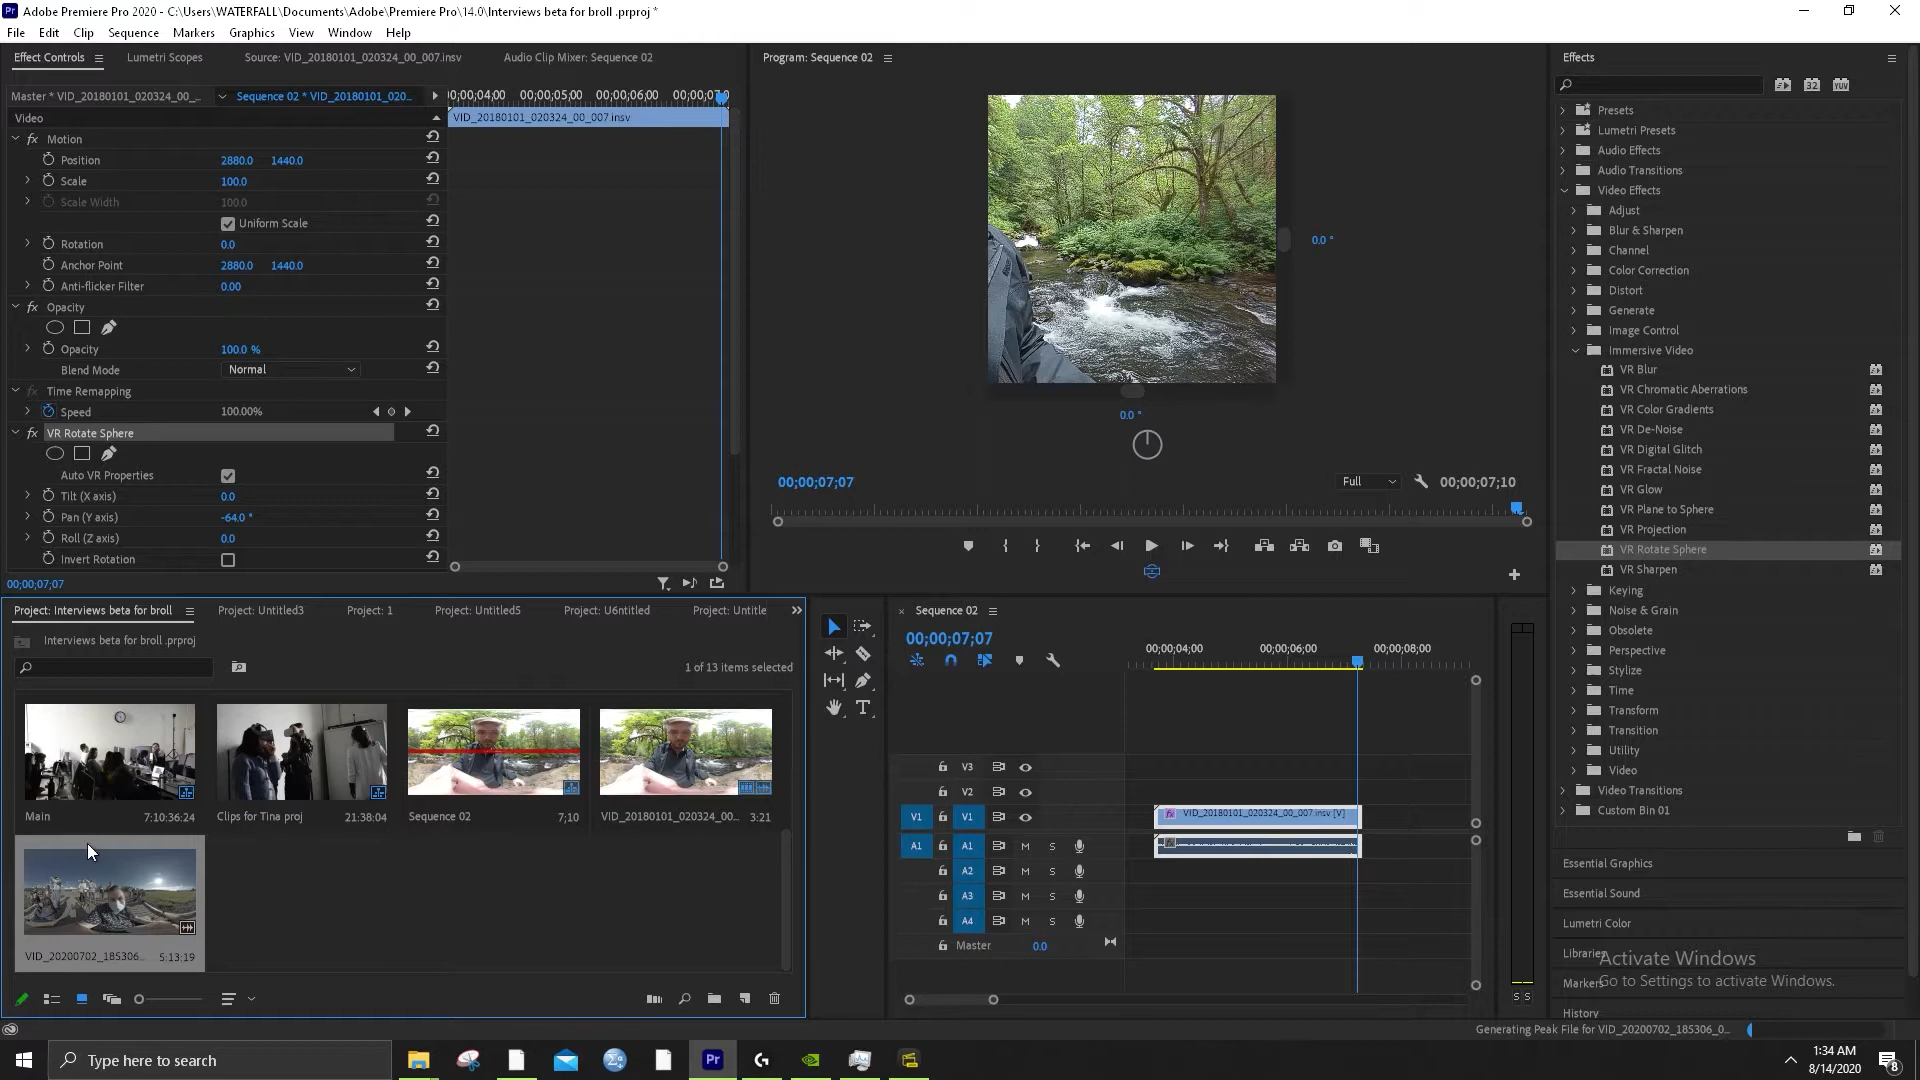 Adobe Premiere Pro 2020 - C:\Users\WATERFALL\Documents\Adobe\Premiere Pro\14.0\Interviews beta for broll .prproj *
File Edit Clip Sequence Markers Graphics View Window Help
Effect Controls Lumetri Scopes Source: VID_20180101_020324_00_007.insv Audio Clip Mixer: Sequence 02
Master * VID_20180101_020324_00_... Sequence 02 * VID_20180101_020...
00;00;04;00 00;00;05;00 00;00;06;00 00;00;07;0
Video
VID_20180101_020324_00_007.insv
fx Motion
Position 2880.0 1440.0
Scale 100.0
Scale Width 100.0
Uniform Scale
Rotation 0.0
Anchor Point 2880.0 1440.0
Anti-flicker Filter 0.00
fx Opacity
Opacity 100.0 %
Blend Mode Normal
fx Time Remapping
Speed 100.00%
fx VR Rotate Sphere
Auto VR Properties
Tilt (X axis) 0.0
Pan (Y axis) -64.0 °
Roll (Z axis) 0.0
Invert Rotation
00;00;07;07
Program: Sequence 02
0.0 °
0.0 °
00;00;07;07 Full 00;00;07;10
Effects
32 YUV
Presets
Lumetri Presets
Audio Effects
Audio Transitions
Video Effects
Adjust
Blur & Sharpen
Channel
Color Correction
Distort
Generate
Image Control
Immersive Video
VR Blur
VR Chromatic Aberrations
VR Color Gradients
VR De-Noise
VR Digital Glitch
VR Fractal Noise
VR Glow
VR Plane to Sphere
VR Projection
VR Rotate Sphere
VR Sharpen
Keying
Noise & Grain
Obsolete
Perspective
Stylize
Time
Transform
Transition
Utility
Video
Video Transitions
Custom Bin 01
Essential Graphics
Essential Sound
Lumetri Color
Libraries
Markers
History
Activate Windows
Go to Settings to activate Windows.
Project: Interviews beta for broll Project: Untitled3 Project: 1 Project: Untitled5 Project: U6ntitled Project: Untitle
Interviews beta for broll .prproj
1 of 13 items selected
Main 7:10:36:24
Clips for Tina proj 21:38:04
Sequence 02 7;10
VID_20180101_020324_00... 3:21
VID_20200702_185306... 5:13:19
Sequence 02
00;00;07;07
00;00;04;00 00;00;06;00 00;00;08;00
V3
V2
V1 V1 fx VID_20180101_020324_00_007.insv [V]
A1 A1 M S
A2 M S
A3 M S
A4 M S
Master 0.0
S S
Generating Peak File for VID_20200702_185306_0...
Type here to search
Pr
1:34 AM
8/14/2020
8